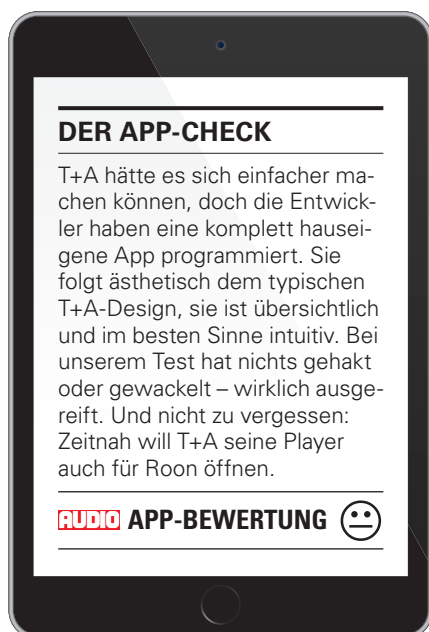 DER APP-CHECK
T+A hätte es sich einfacher ma-
chen können, doch die Entwick-
ler haben eine komplett hausei-
gene App programmiert. Sie
folgt ästhetisch dem typischen
T+A-Design, sie ist übersichtlich
und im besten Sinne intuitiv. Bei
unserem Test hat nichts gehakt
oder gewackelt – wirklich ausge-
reift. Und nicht zu vergessen:
Zeitnah will T+A seine Player
auch für Roon öffnen.
AUDIO APP-BEWERTUNG